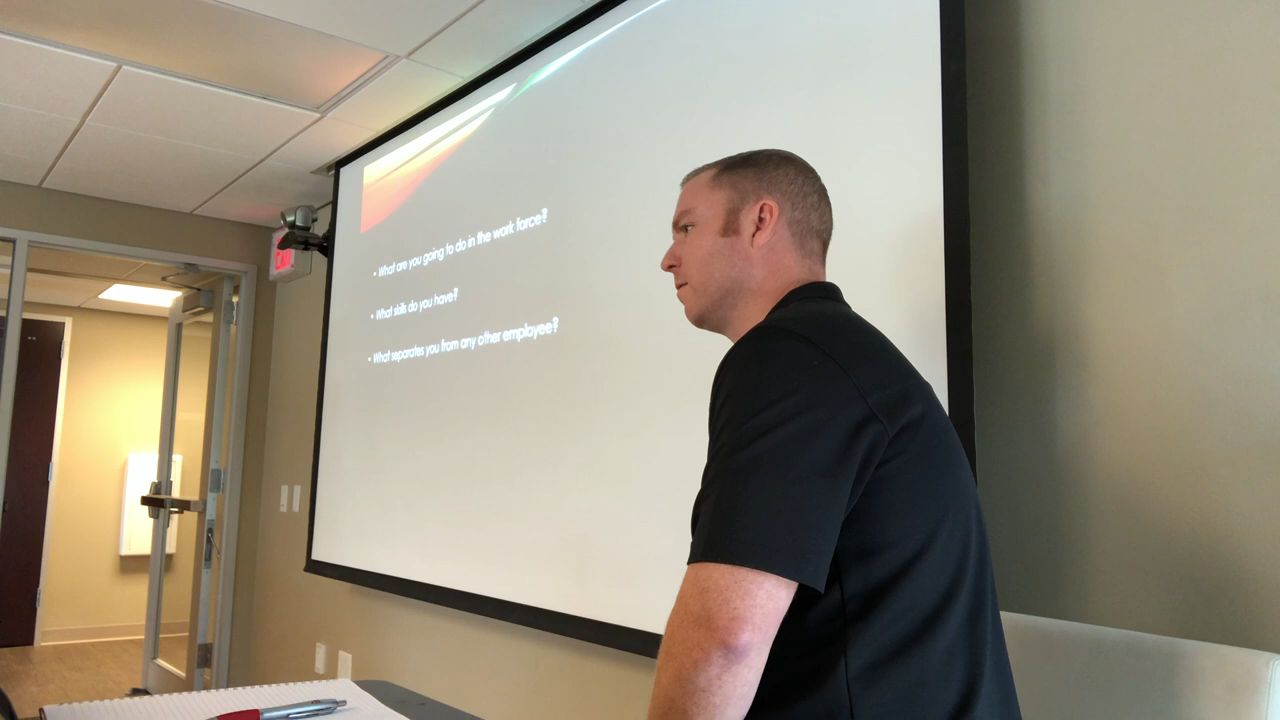 • What are you going to do in the work force?
• What skills do you have?
• What separates you from any other employee?
EXIT